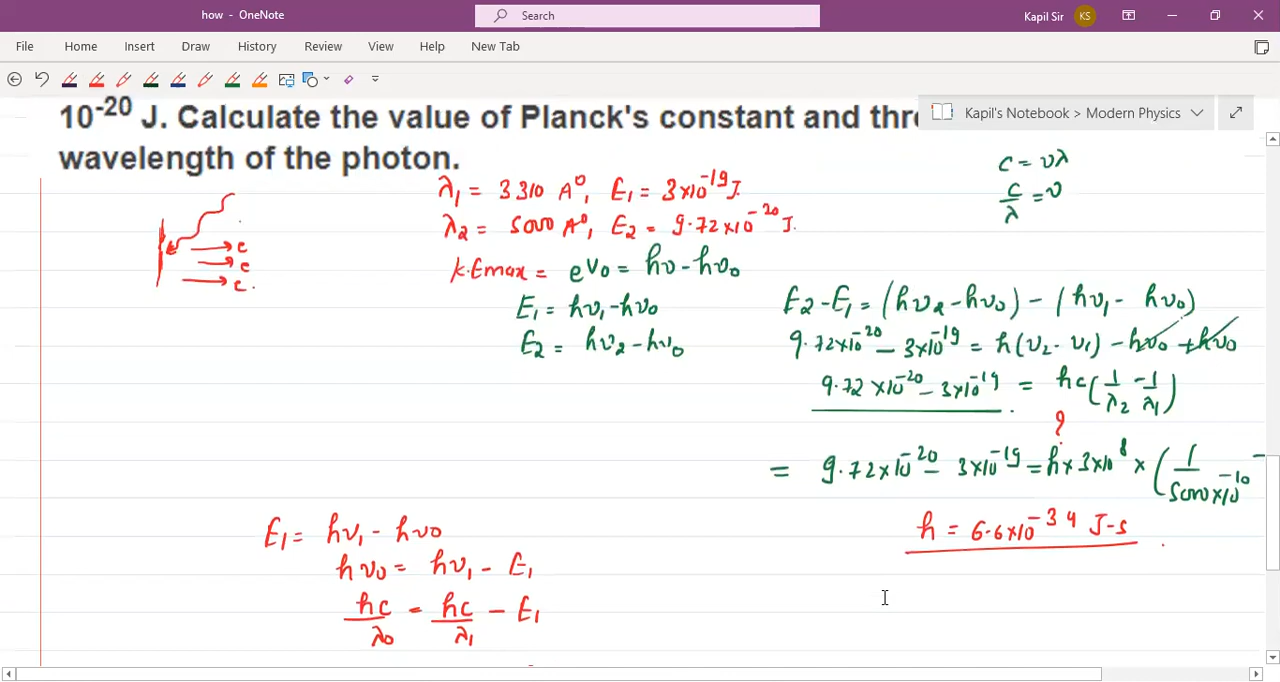 how - OneNote
Search
Kapil Sir
KS
File Home Insert Draw History Review View Help New Tab
10⁻²⁰ J. Calculate the value of Planck's constant and thre
Kapil's Notebook > Modern Physics
wavelength of the photon.
λ₁ = 3310 A⁰, E₁ = 3×10⁻¹⁹J.
λ₂ = 5000 A⁰, E₂ = 9.72×10⁻²⁰ J.
K.Emax = eV₀ = hν - hν₀
E₁ = hν₁ - hν₀
E₂ = hν₂ - hν₀
e
e
e.
c = νλ
c/λ = ν
E₂ - E₁ = (hν₂ - hν₀) - (hν₁ - hν₀)
9.72×10⁻²⁰ - 3×10⁻¹⁹ = h(ν₂ - ν₁) - hν₀ + hν₀
9.72×10⁻²⁰ - 3×10⁻¹⁹ = hc(1/λ₂ - 1/λ₁)
?
= 9.72×10⁻²⁰ - 3×10⁻¹⁹ = h×3×10⁸ × (1/5000×10⁻¹⁰ -
h = 6.6×10⁻³⁴ J-s
E₁ = hν₁ - hν₀
hν₀ = hν₁ - E₁
hc/λ₀ = hc/λ₁ - E₁